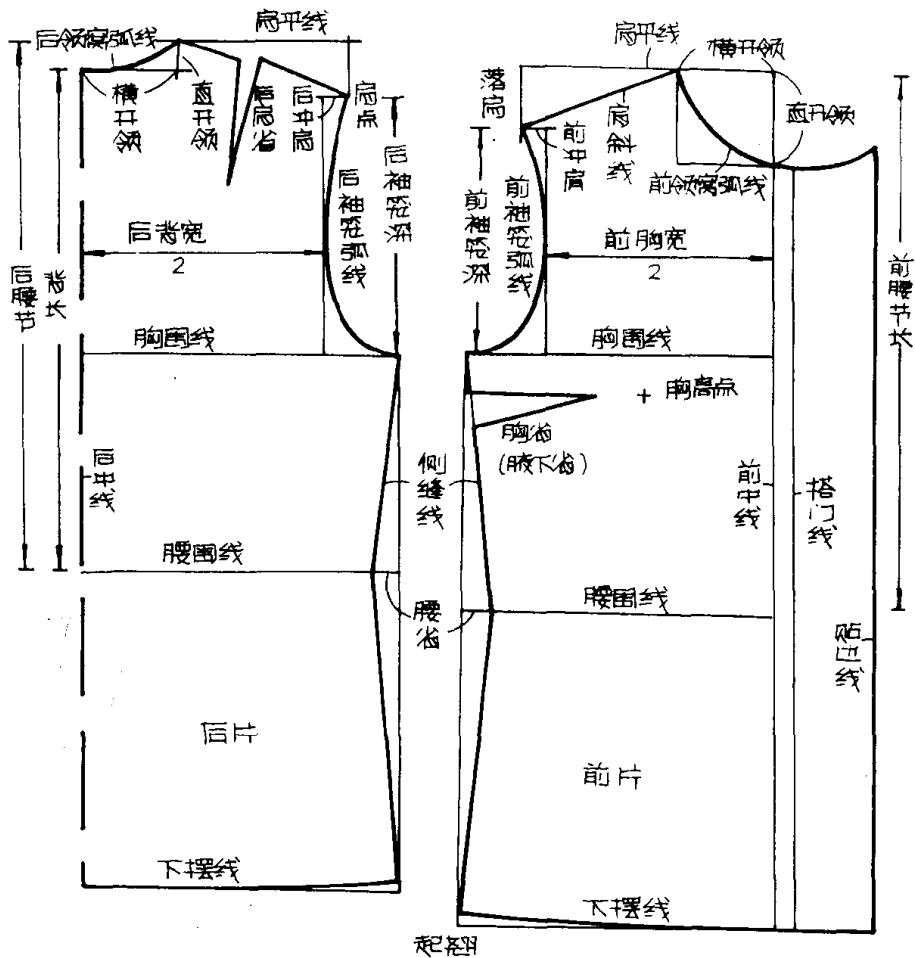 肩平线
后领窝弧线
横开领
直开领
后肩省
后冲肩
肩点
后袖窿弧线
后袖窿深
后背宽
2
后腰节
背长
胸围线
后中线
腰围线
后片
下摆线
侧缝线
腰省
起翘
肩平线
横开领
落肩
前冲肩
肩斜线
直开领
前领窝弧线
前袖窿深
前袖窿弧线
前胸宽
2
前腰节长
胸围线
胸高点
胸省
(腋下省)
前中线
搭门线
腰围线
贴边线
前片
下摆线